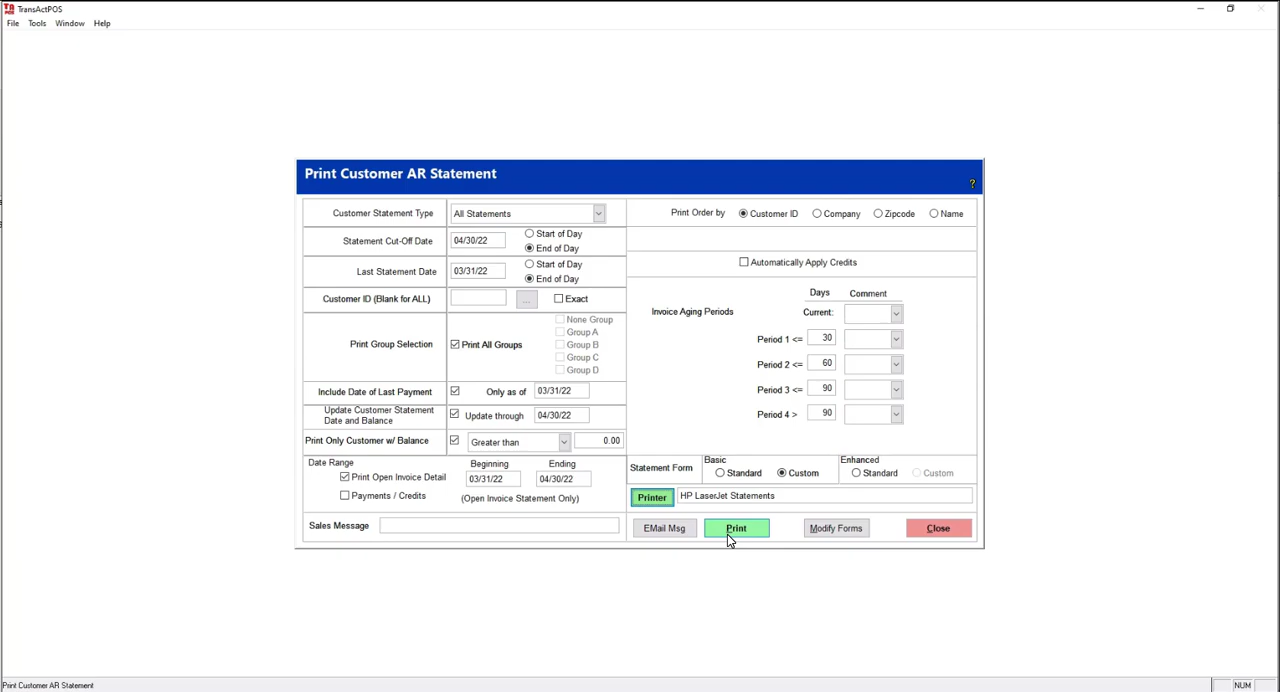 TA POS TransActPOS
File Tools Window Help
Print Customer AR Statement
?
Customer Statement Type All Statements
Print Order by Customer ID Company Zipcode Name
Statement Cut-Off Date 04/30/22 Start of Day
End of Day
Automatically Apply Credits
Last Statement Date 03/31/22 Start of Day
End of Day
Customer ID (Blank for ALL) ... Exact
Days Comment
Invoice Aging Periods Current:
Period 1 <= 30
Period 2 <= 60
Period 3 <= 90
Period 4 > 90
Print Group Selection Print All Groups
None Group
Group A
Group B
Group C
Group D
Include Date of Last Payment Only as of 03/31/22
Update Customer Statement
Date and Balance
Update through 04/30/22
Print Only Customer w/ Balance Greater than 0.00
Date Range Beginning Ending
Print Open Invoice Detail 03/31/22 04/30/22
Payments / Credits (Open Invoice Statement Only)
Statement Form
Basic
Standard Custom
Enhanced
Standard Custom
Printer HP LaserJet Statements
Sales Message
EMail Msg Print Modify Forms Close
Print Customer AR Statement NUM